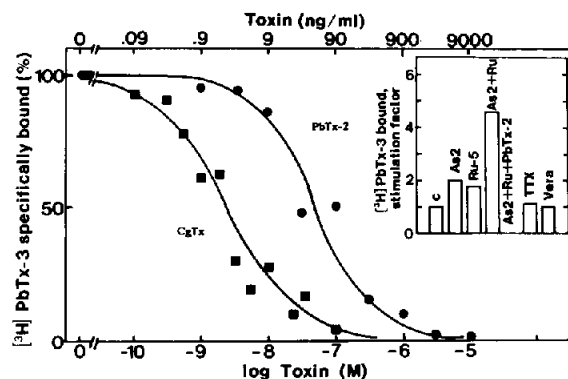 Toxin (ng/ml)
0 .09 .9 9 90 900 9000
[³H] PbTx-3 specifically bound (%)
100
50
0
PbTx-2
CgTx
0 -10 -9 -8 -7 -6 -5 -4
log Toxin (M)
[³H] PbTx-3 bound,
stimulation factor
6
4
2
0
c
As2
Ru-5
As2+Ru
As2+Ru+PbTx-2
TTX
Vera